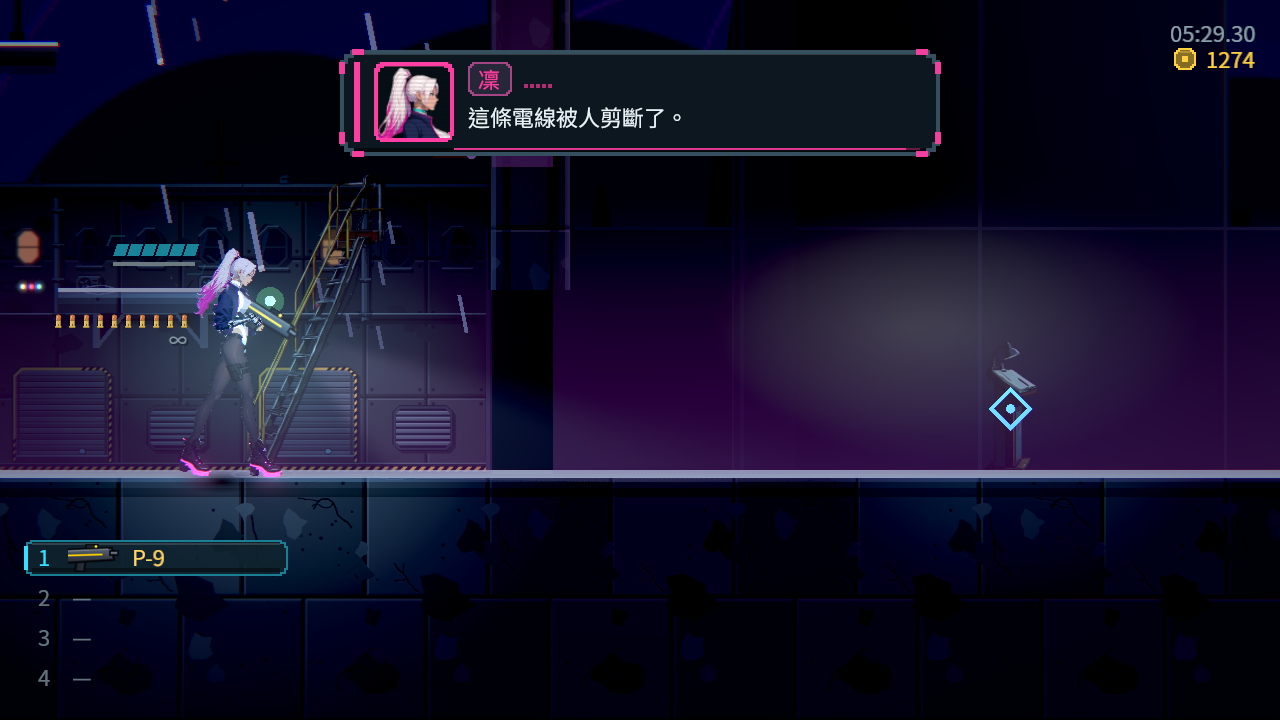 05:29.30
1274
凜 .....
這條電線被人剪斷了。
∞
1 P-9
2 —
3 —
4 —